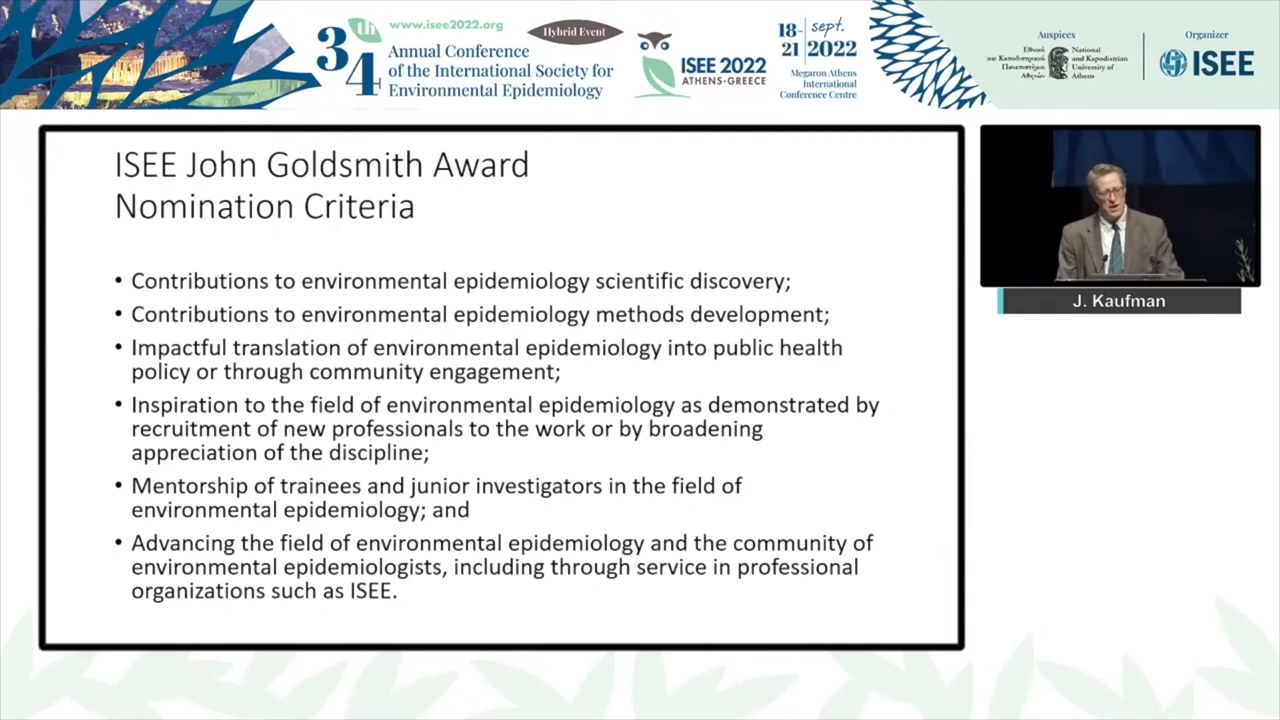 34th
www.isee2022.org
Hybrid Event
Annual Conference
of the International Society for
Environmental Epidemiology
ISEE 2022
ATHENS-GREECE
18-21 sept. 2022
Megaron Athens
International
Conference Centre
Auspices
Εθνικό
και Καποδιστριακό
Πανεπιστήμιο
Αθηνών
National
and Kapodistrian
University of
Athens
Organizer
ISEE
ISEE John Goldsmith Award
Nomination Criteria
• Contributions to environmental epidemiology scientific discovery;
• Contributions to environmental epidemiology methods development;
• Impactful translation of environmental epidemiology into public health
policy or through community engagement;
• Inspiration to the field of environmental epidemiology as demonstrated by
recruitment of new professionals to the work or by broadening
appreciation of the discipline;
• Mentorship of trainees and junior investigators in the field of
environmental epidemiology; and
• Advancing the field of environmental epidemiology and the community of
environmental epidemiologists, including through service in professional
organizations such as ISEE.
J. Kaufman